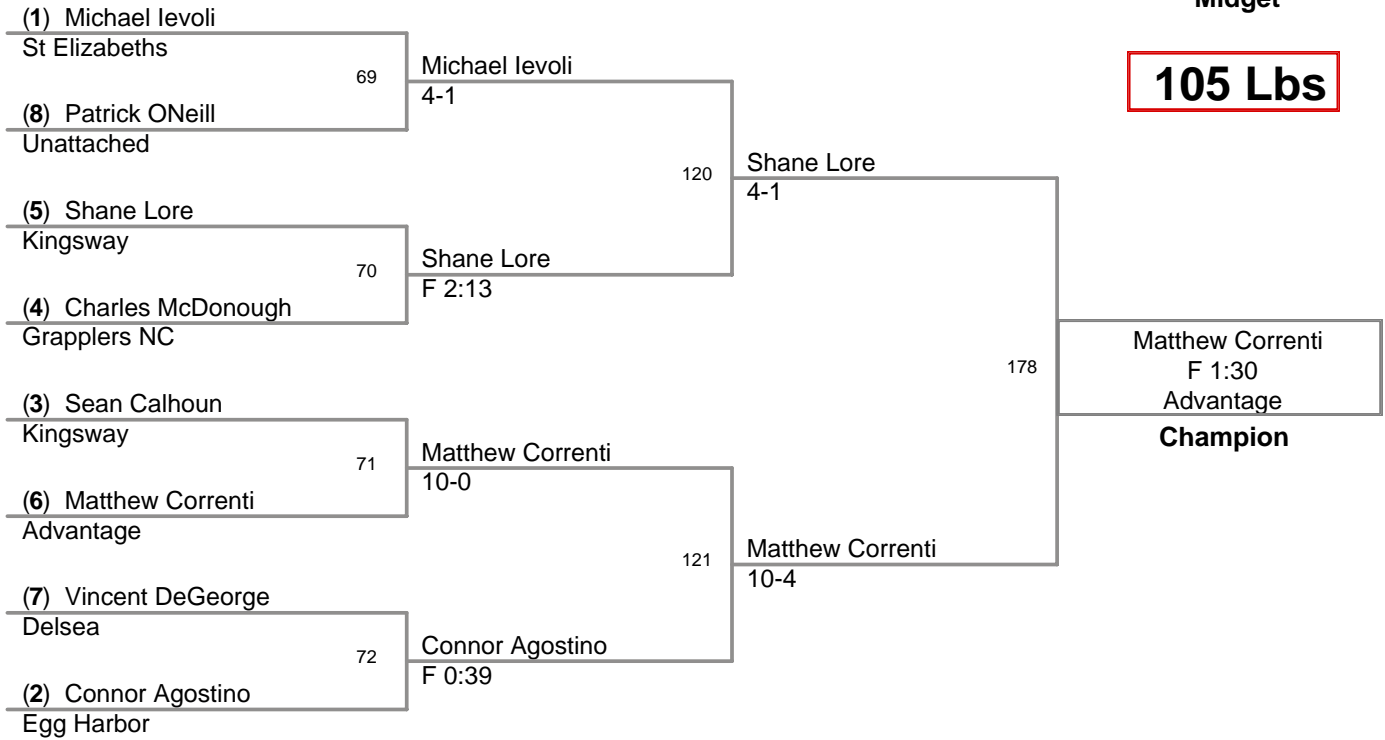 Midget
105 Lbs
(1) Michael Ievoli
St Elizabeths
69
(8) Patrick ONeill
Unattached
(5) Shane Lore
Kingsway
70
(4) Charles McDonough
Grapplers NC
(3) Sean Calhoun
Kingsway
71
(6) Matthew Correnti
Advantage
(7) Vincent DeGeorge
Delsea
72
(2) Connor Agostino
Egg Harbor
Michael Ievoli
4-1
120
Shane Lore
F 2:13
Matthew Correnti
10-0
121
Connor Agostino
F 0:39
Shane Lore
4-1
178
Matthew Correnti
10-4
Matthew Correnti
F 1:30
Advantage
Champion